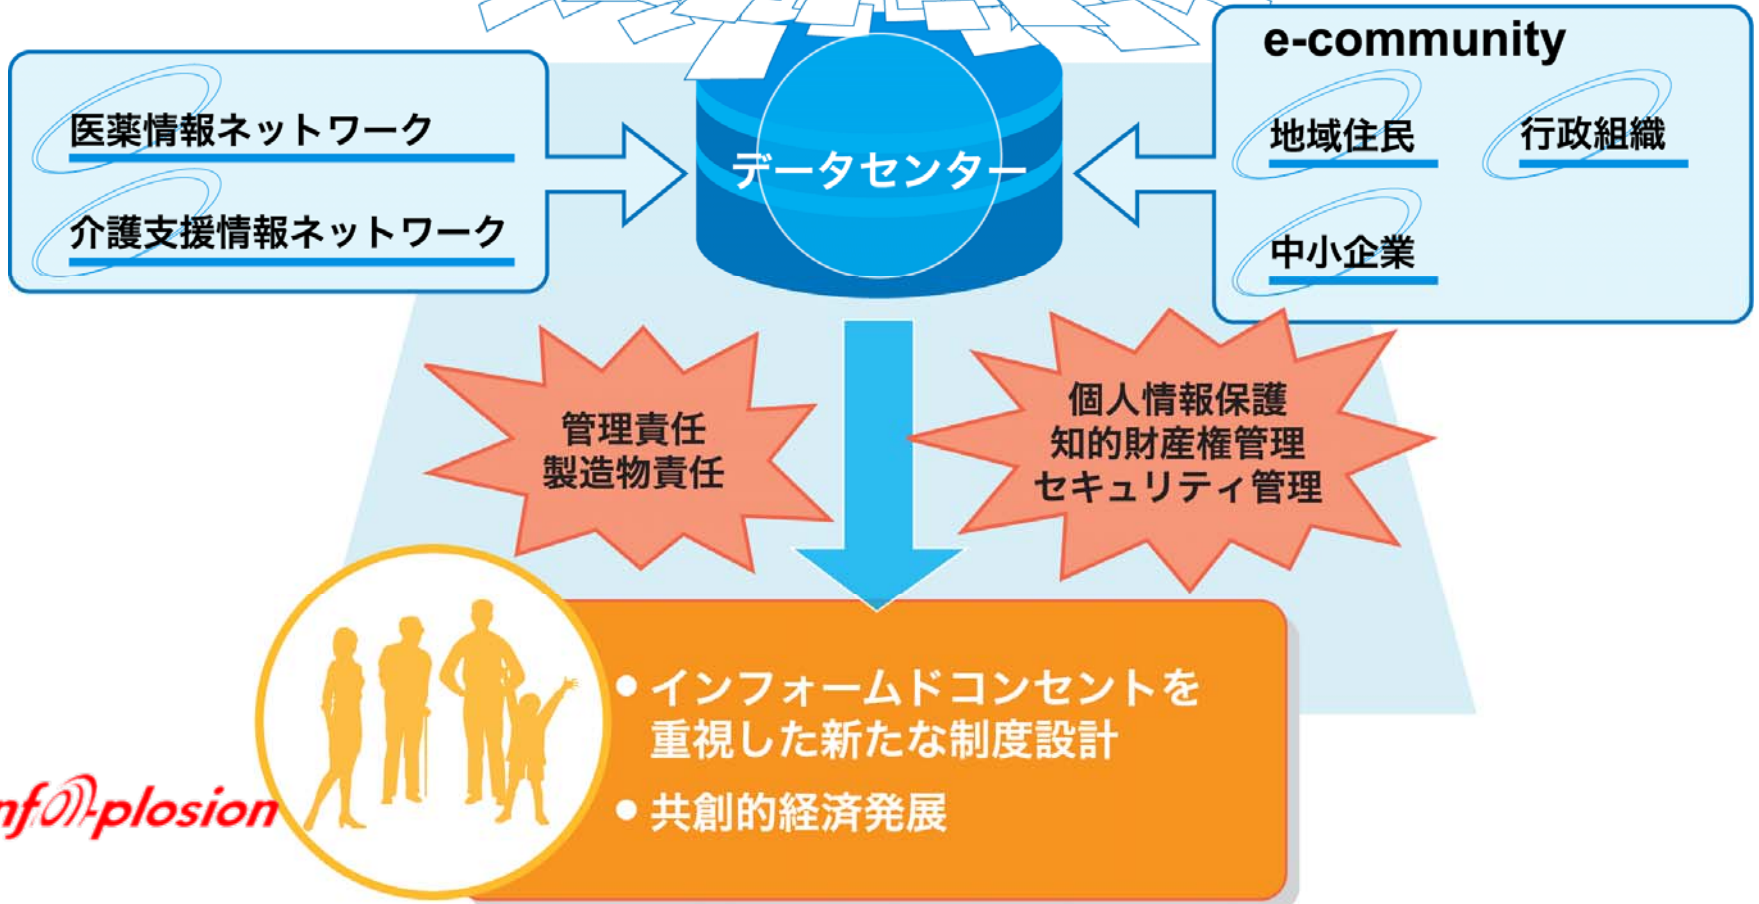 e-community
医薬情報ネットワーク
介護支援情報ネットワーク
データセンター
地域住民
行政組織
中小企業
管理責任
製造物責任
個人情報保護
知的財産権管理
セキュリティ管理
• インフォームドコンセントを
重視した新たな制度設計
• 共創的経済発展
nfo-plosion